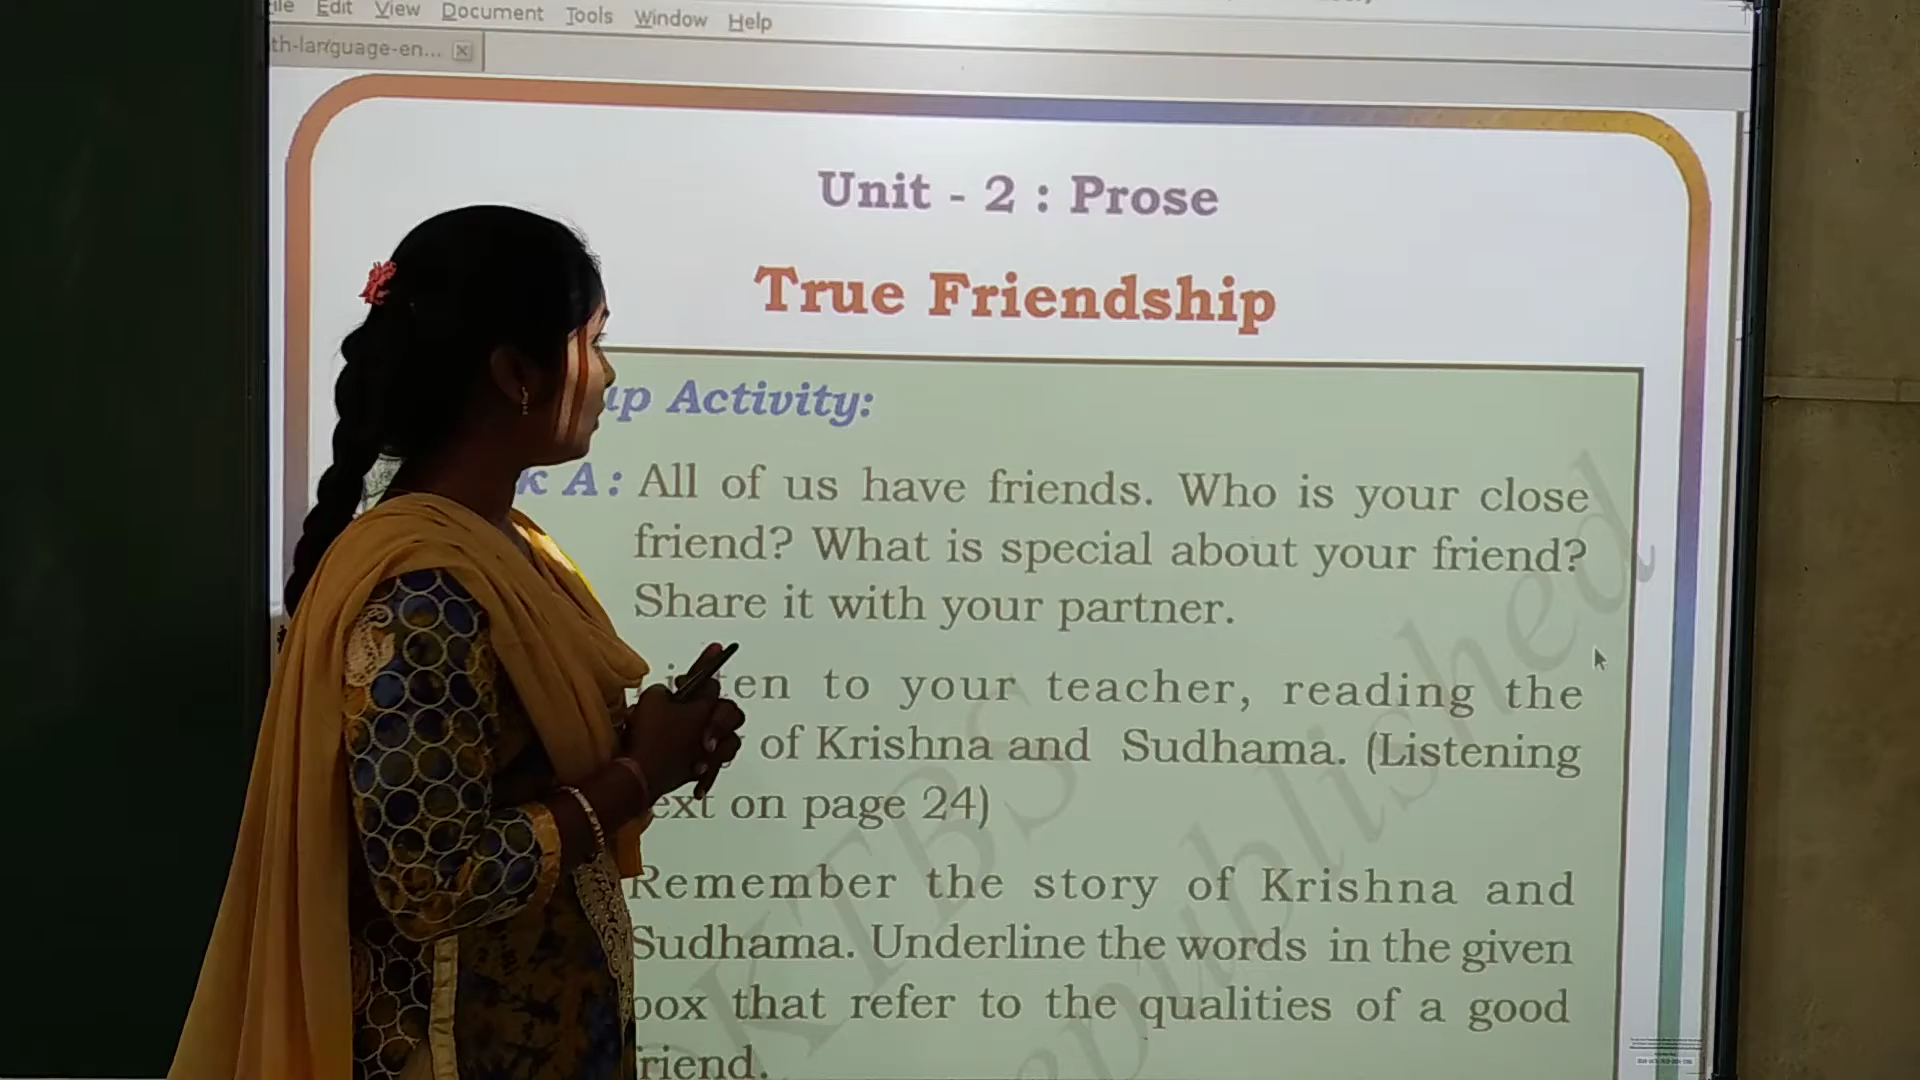 Edit View Document Tools Window Help
th-language-en...
Unit - 2 : Prose
True Friendship
Activity:
A: All of us have friends. Who is your close
friend? What is special about your friend?
Share it with your partner.
to your teacher, reading the
of Krishna and Sudhama. (Listening
on page 24)
Remember the story of Krishna and
Sudhama. Underline the words in the given
box that refer to the qualities of a good
friend.
KTBS
republished